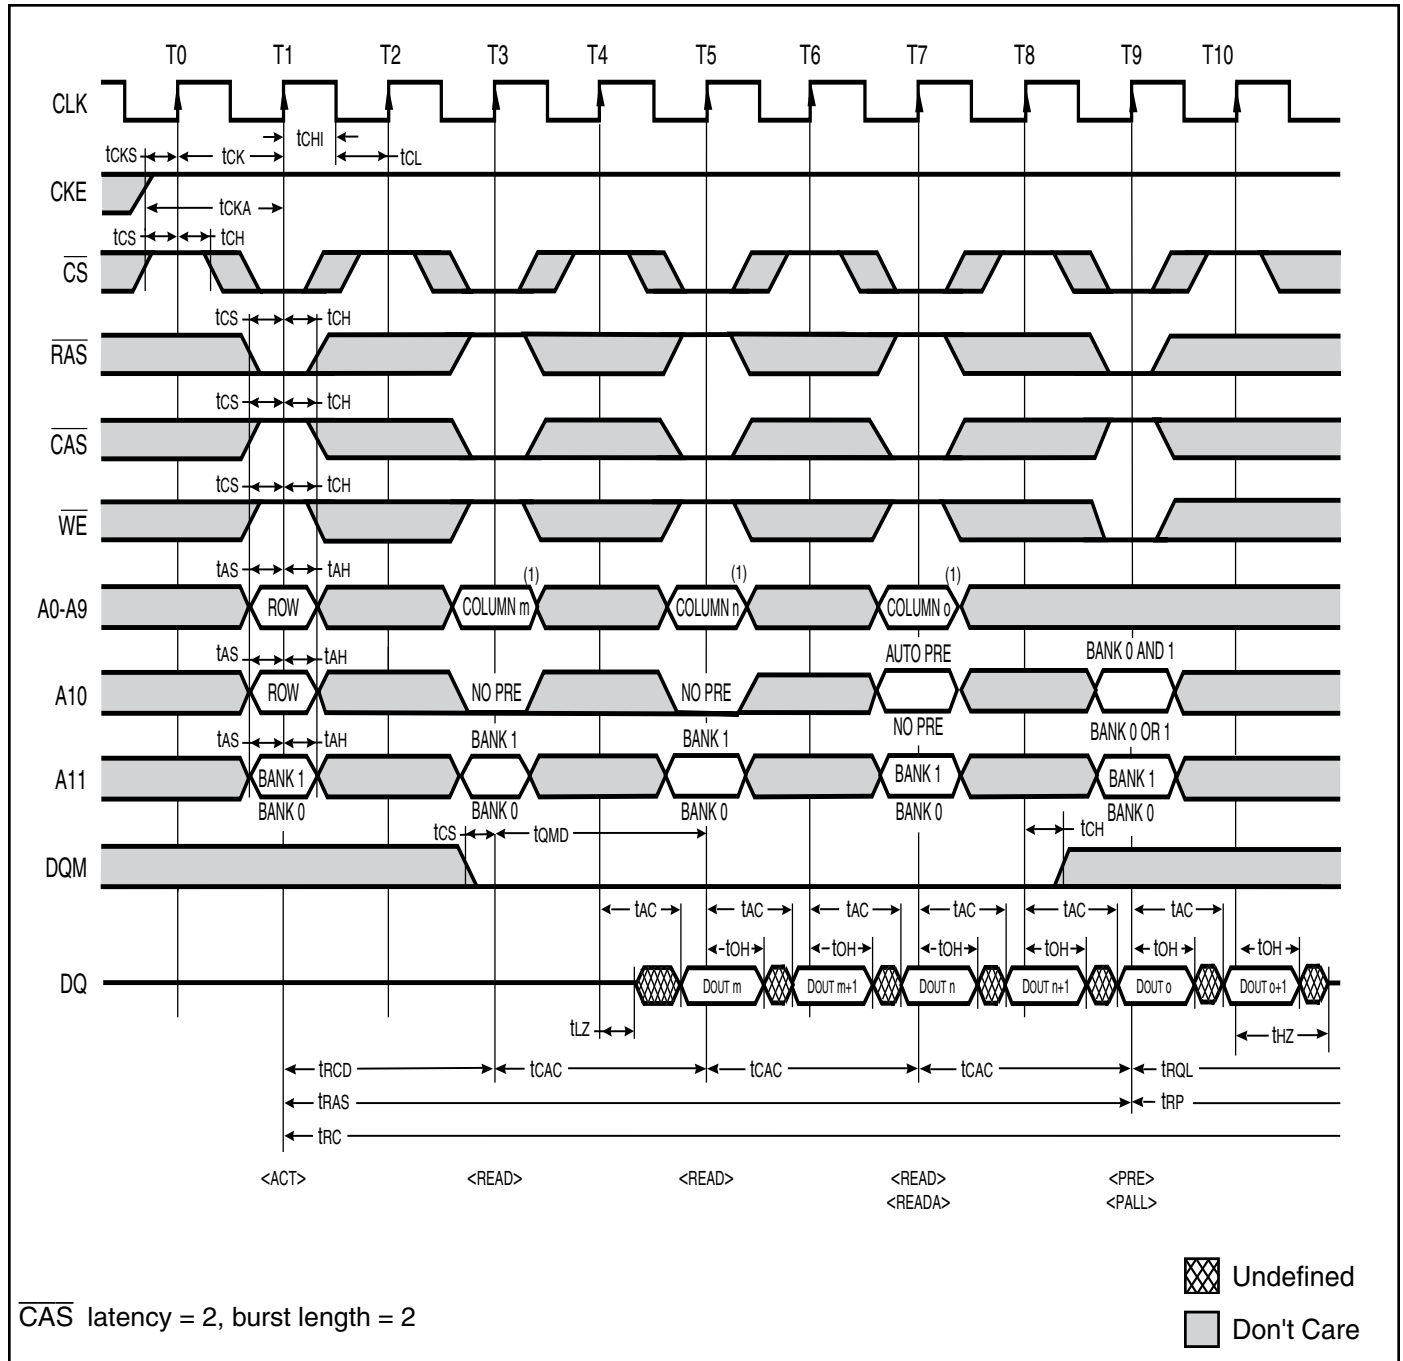 T0 T1 T2 T3 T4 T5 T6 T7 T8 T9 T10
CLK
tCHI
tCKS tCK tCL
CKE
tCKA
tCS tCH
CS
tCS tCH
RAS
tCS tCH
CAS
tCS tCH
WE
tAS tAH (1) (1) (1)
A0-A9 ROW COLUMN m COLUMN n COLUMN o
tAS tAH AUTO PRE BANK 0 AND 1
A10 ROW NO PRE NO PRE
NO PRE BANK 0 OR 1
tAS tAH BANK 1 BANK 1
A11 BANK 1 BANK 1 BANK 1
BANK 0 BANK 0 BANK 0 BANK 0 BANK 0
tCS tQMD tCH
DQM
tAC tAC tAC tAC tAC tAC
tOH tOH tOH tOH tOH tOH
DQ DOUT m DOUT m+1 DOUT n DOUT n+1 DOUT o DOUT o+1
tLZ tHZ
tRCD tCAC tCAC tCAC tRQL
tRAS tRP
tRC
<ACT> <READ> <READ> <READ> <PRE>
<READA> <PALL>
Undefined
CAS latency = 2, burst length = 2
Don't Care